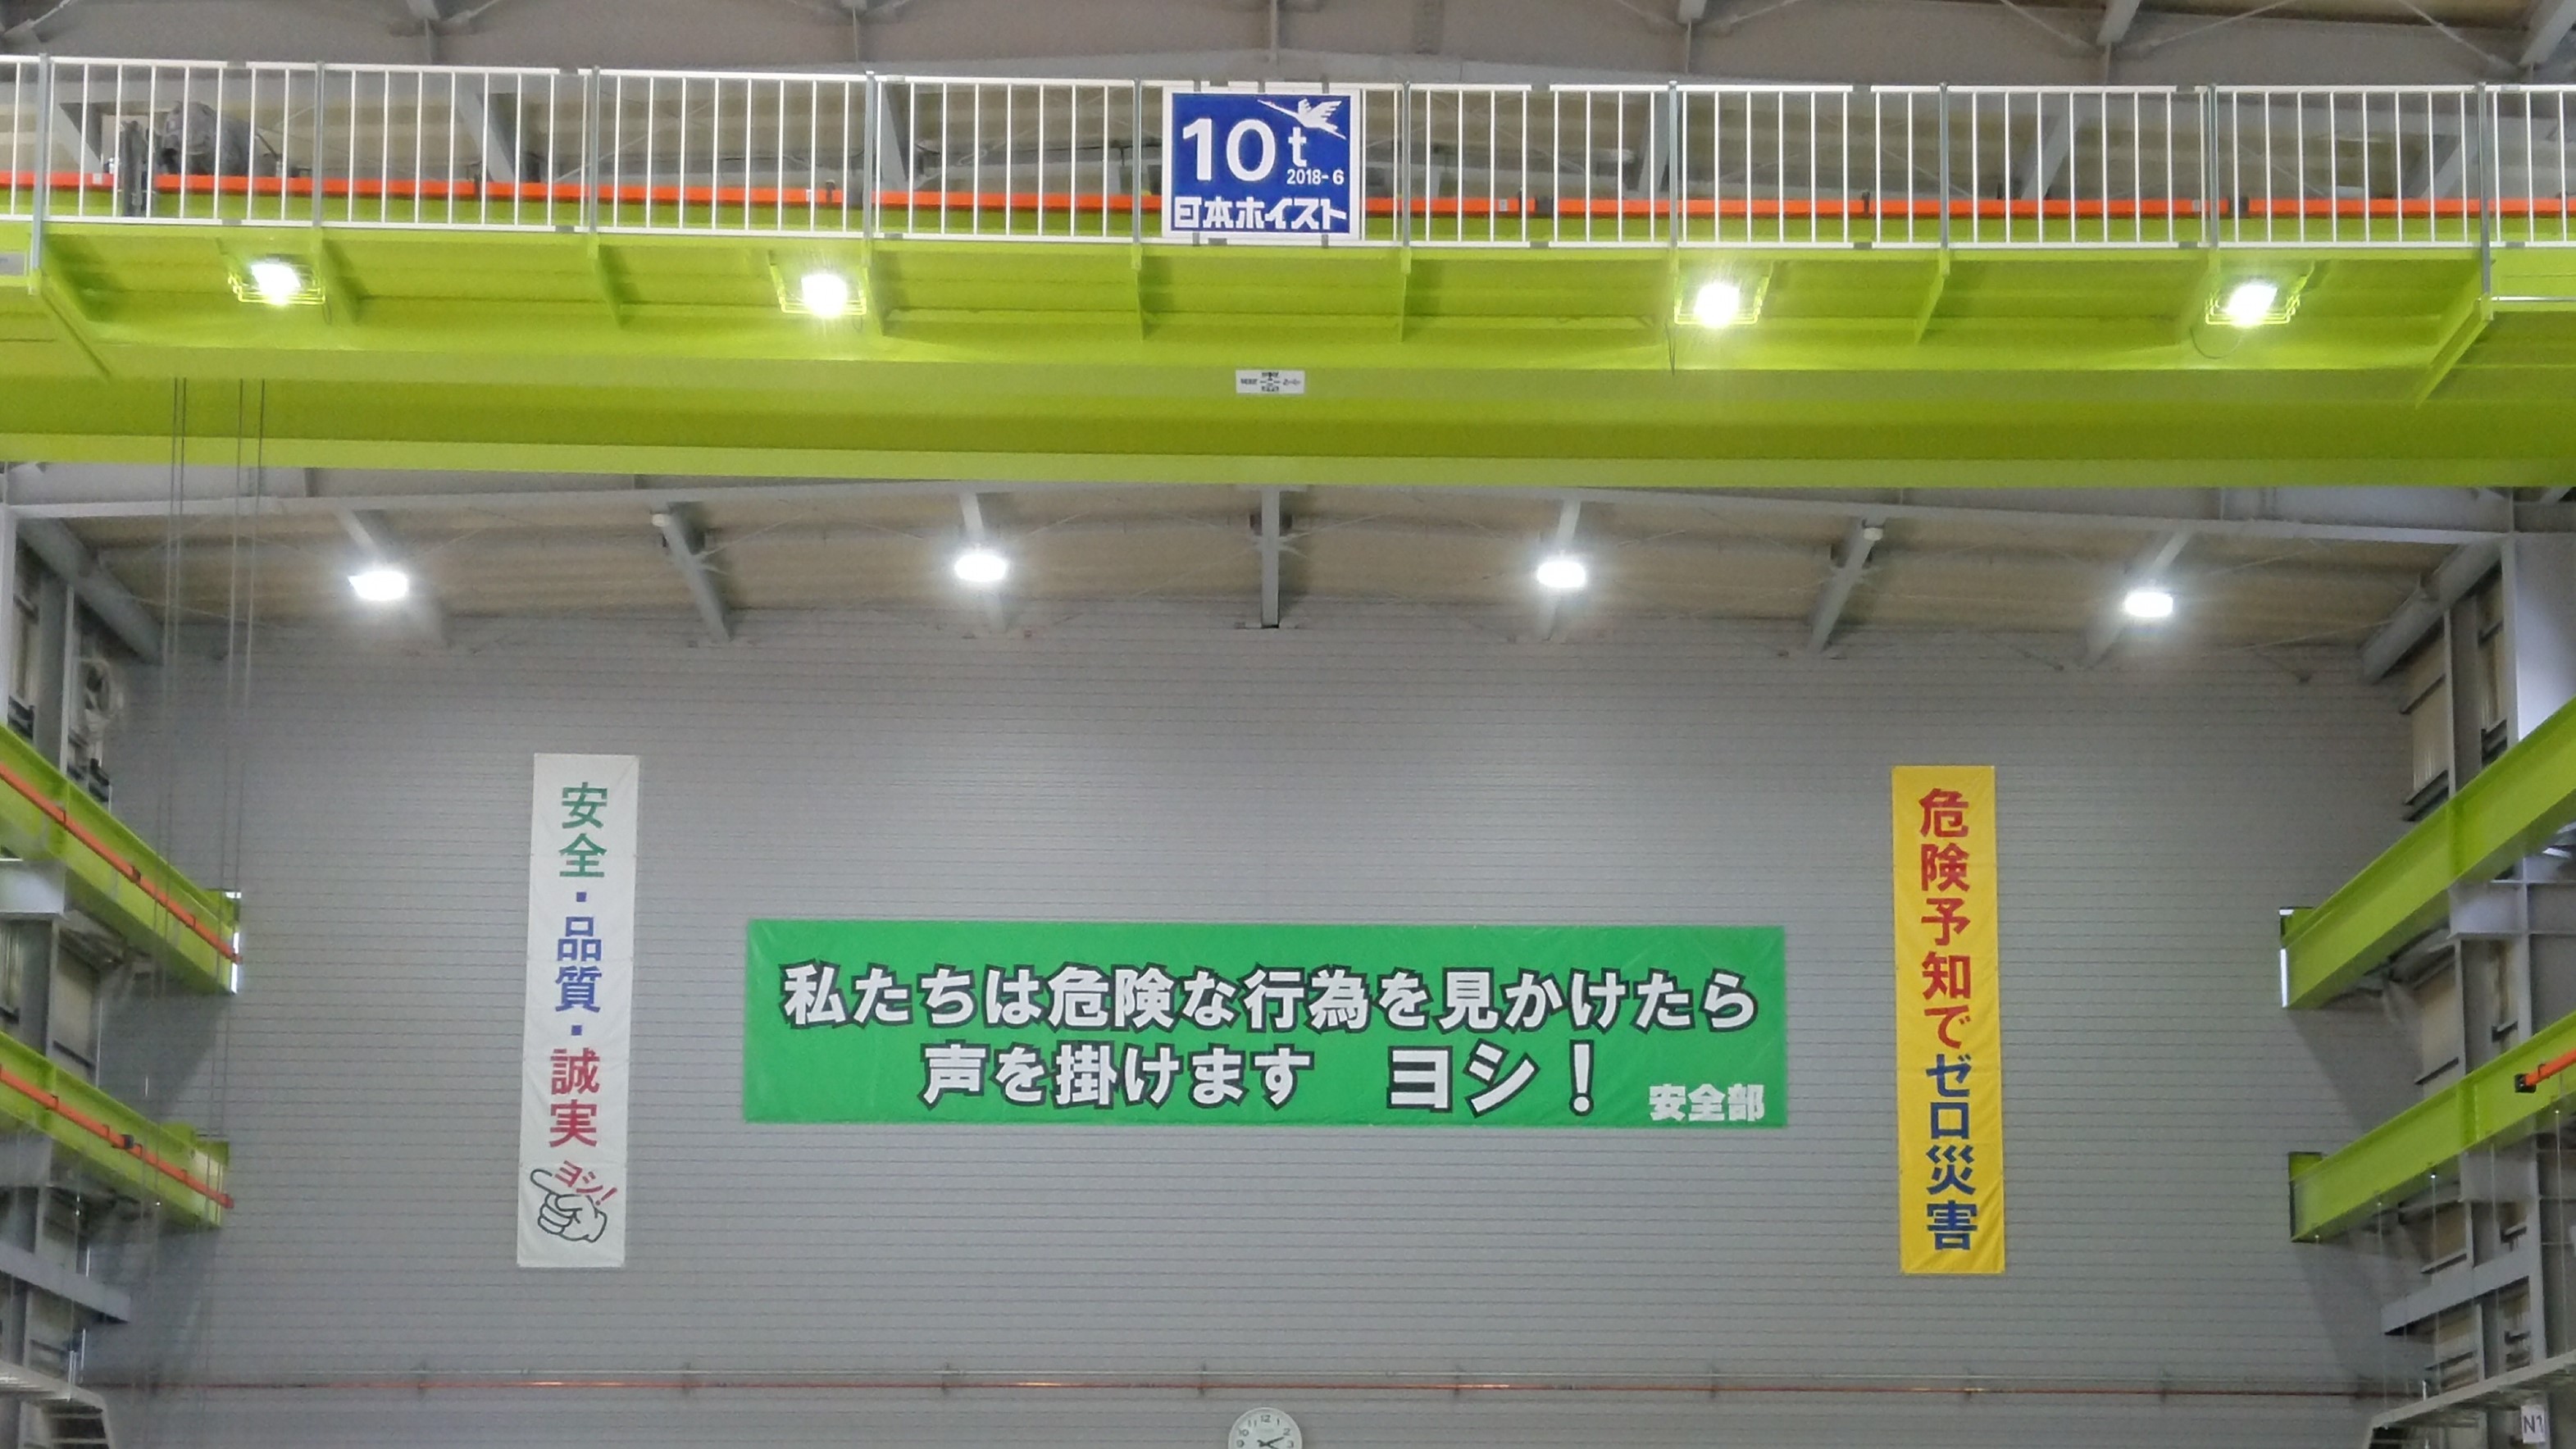 10t
2018-6
日本ホイスト
安全・品質・誠実
ヨシ!
私たちは危険な行為を見かけたら
声を掛けます　ヨシ！
安全部
危険予知でゼロ災害
N1